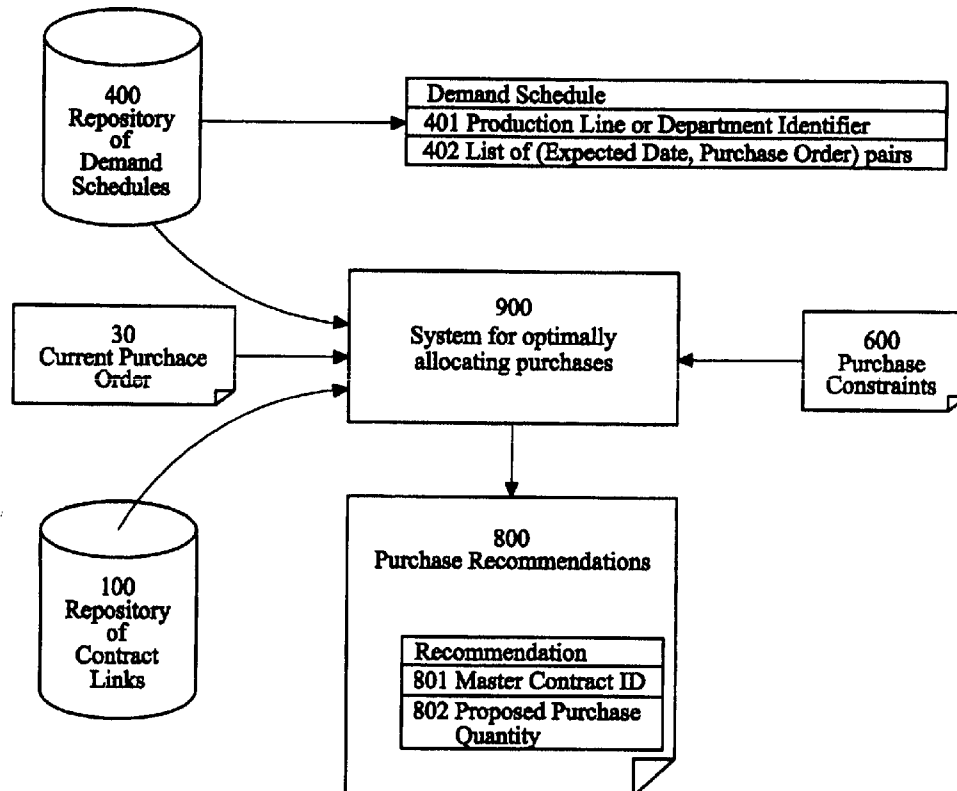 400
Repository
of
Demand
Schedules
Demand Schedule
401 Production Line or Department Identifier
402 List of (Expected Date, Purchase Order) pairs
30
Current Purchace
Order
900
System for optimally
allocating purchases
600
Purchase
Constraints
100
Repository
of
Contract
Links
800
Purchase Recommendations
Recommendation
801 Master Contract ID
802 Proposed Purchase
Quantity